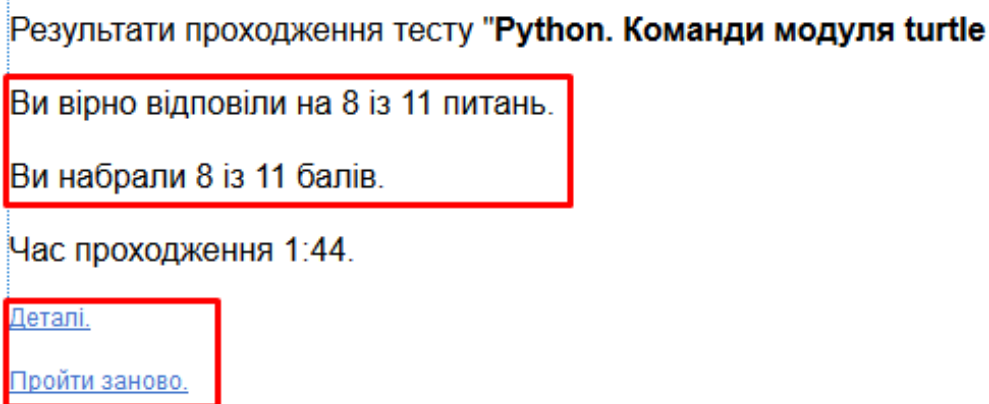 Результати проходження тесту "Python. Команди модуля turtle
Ви вірно відповіли на 8 із 11 питань.
Ви набрали 8 із 11 балів.
Час проходження 1:44.
Деталі.
Пройти заново.